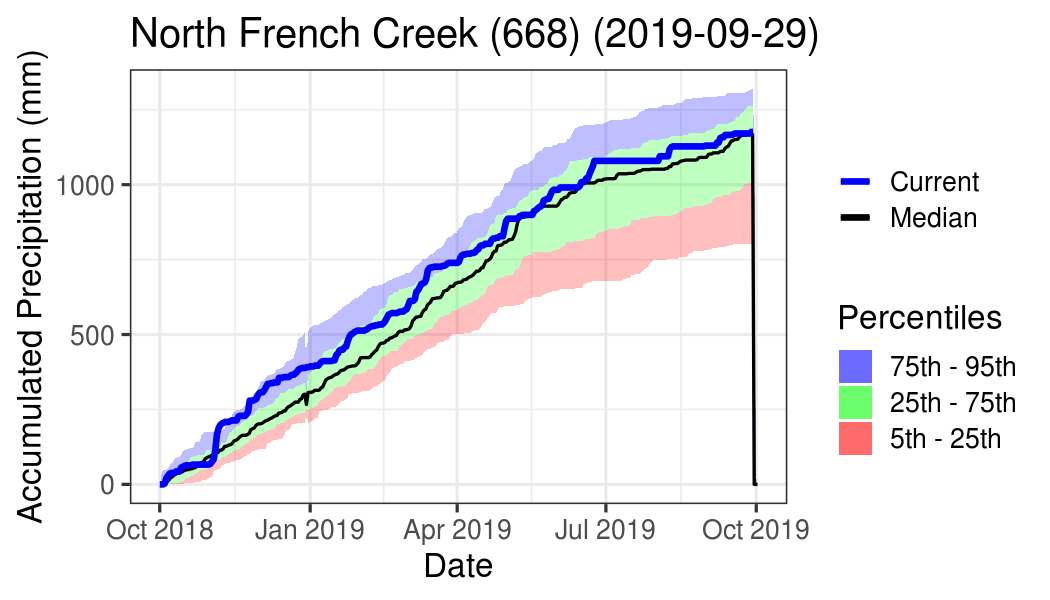 North French Creek (668) (2019-09-29)
Accumulated Precipitation (mm)
1000
500
0
Oct 2018
Jan 2019
Apr 2019
Jul 2019
Oct 2019
Date
Current
Median
Percentiles
75th - 95th
25th - 75th
5th - 25th